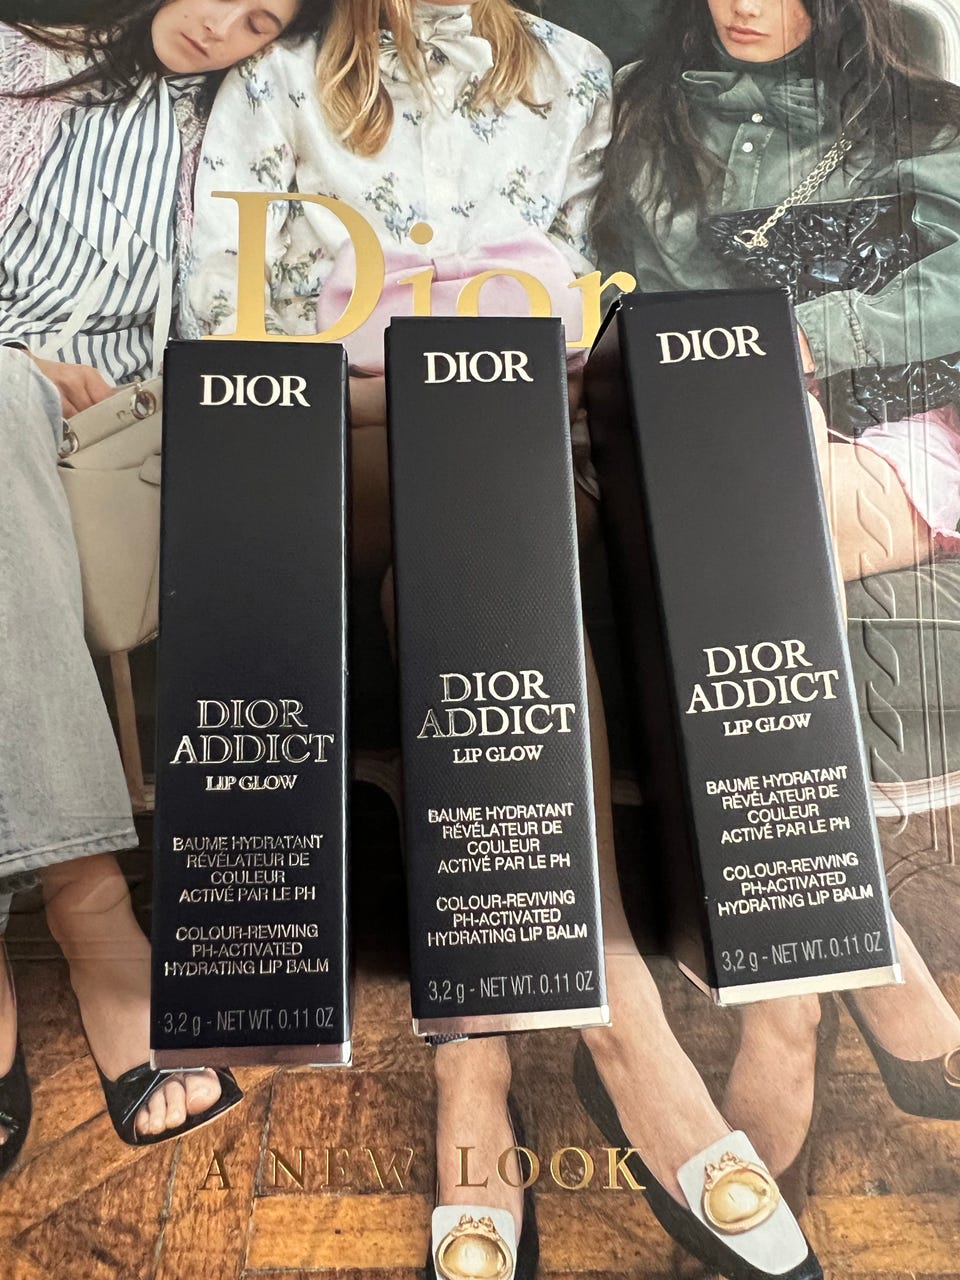 Dior
DIOR
DIOR
ADDICT
LIP GLOW
BAUME HYDRATANT
RÉVÉLATEUR DE
COULEUR
ACTIVÉ PAR LE PH
COLOUR-REVIVING
PH-ACTIVATED
HYDRATING LIP BALM
3,2 g - NET WT. 0.11 OZ
DIOR
DIOR
ADDICT
LIP GLOW
BAUME HYDRATANT
RÉVÉLATEUR DE
COULEUR
ACTIVÉ PAR LE PH
COLOUR-REVIVING
PH-ACTIVATED
HYDRATING LIP BALM
3,2 g - NET WT. 0.11 OZ
DIOR
DIOR
ADDICT
LIP GLOW
BAUME HYDRATANT
RÉVÉLATEUR DE
COULEUR
ACTIVÉ PAR LE PH
COLOUR-REVIVING
PH-ACTIVATED
HYDRATING LIP BALM
3,2 g - NET WT. 0.11 OZ
A NEW LOOK